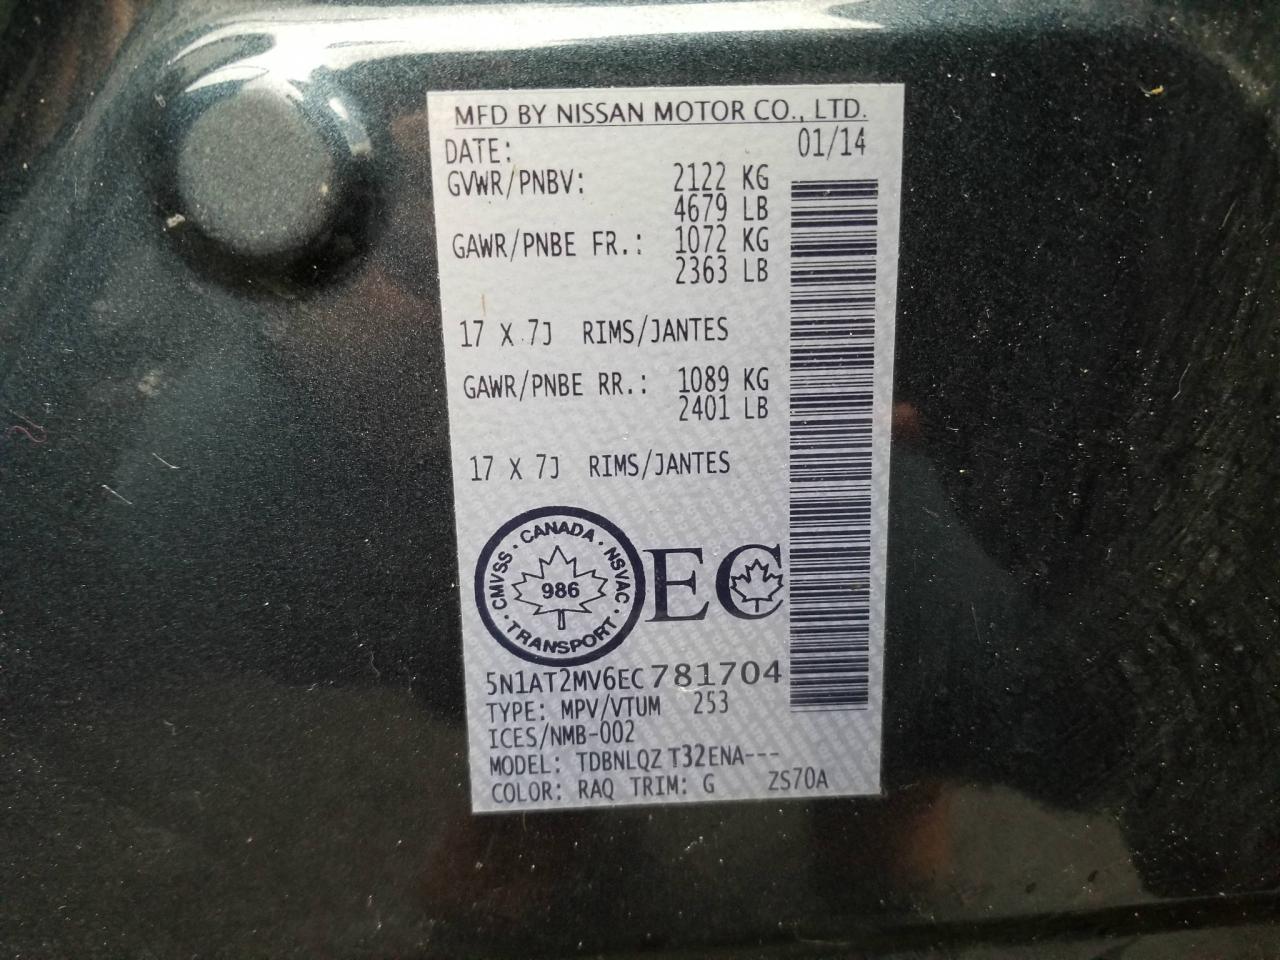 MFD BY NISSAN MOTOR CO., LTD.
DATE: 01/14
GVWR/PNBV: 2122 KG
4679 LB
GAWR/PNBE FR.: 1072 KG
2363 LB
17 X 7J RIMS/JANTES
GAWR/PNBE RR.: 1089 KG
2401 LB
17 X 7J RIMS/JANTES
CMVSS · CANADA · NSVAC · TRANSPORT ·
986
EC
5N1AT2MV6EC781704
TYPE: MPV/VTUM 253
ICES/NMB-002
MODEL: TDBNLQZ T32ENA---
COLOR: RAQ TRIM: G ZS70A